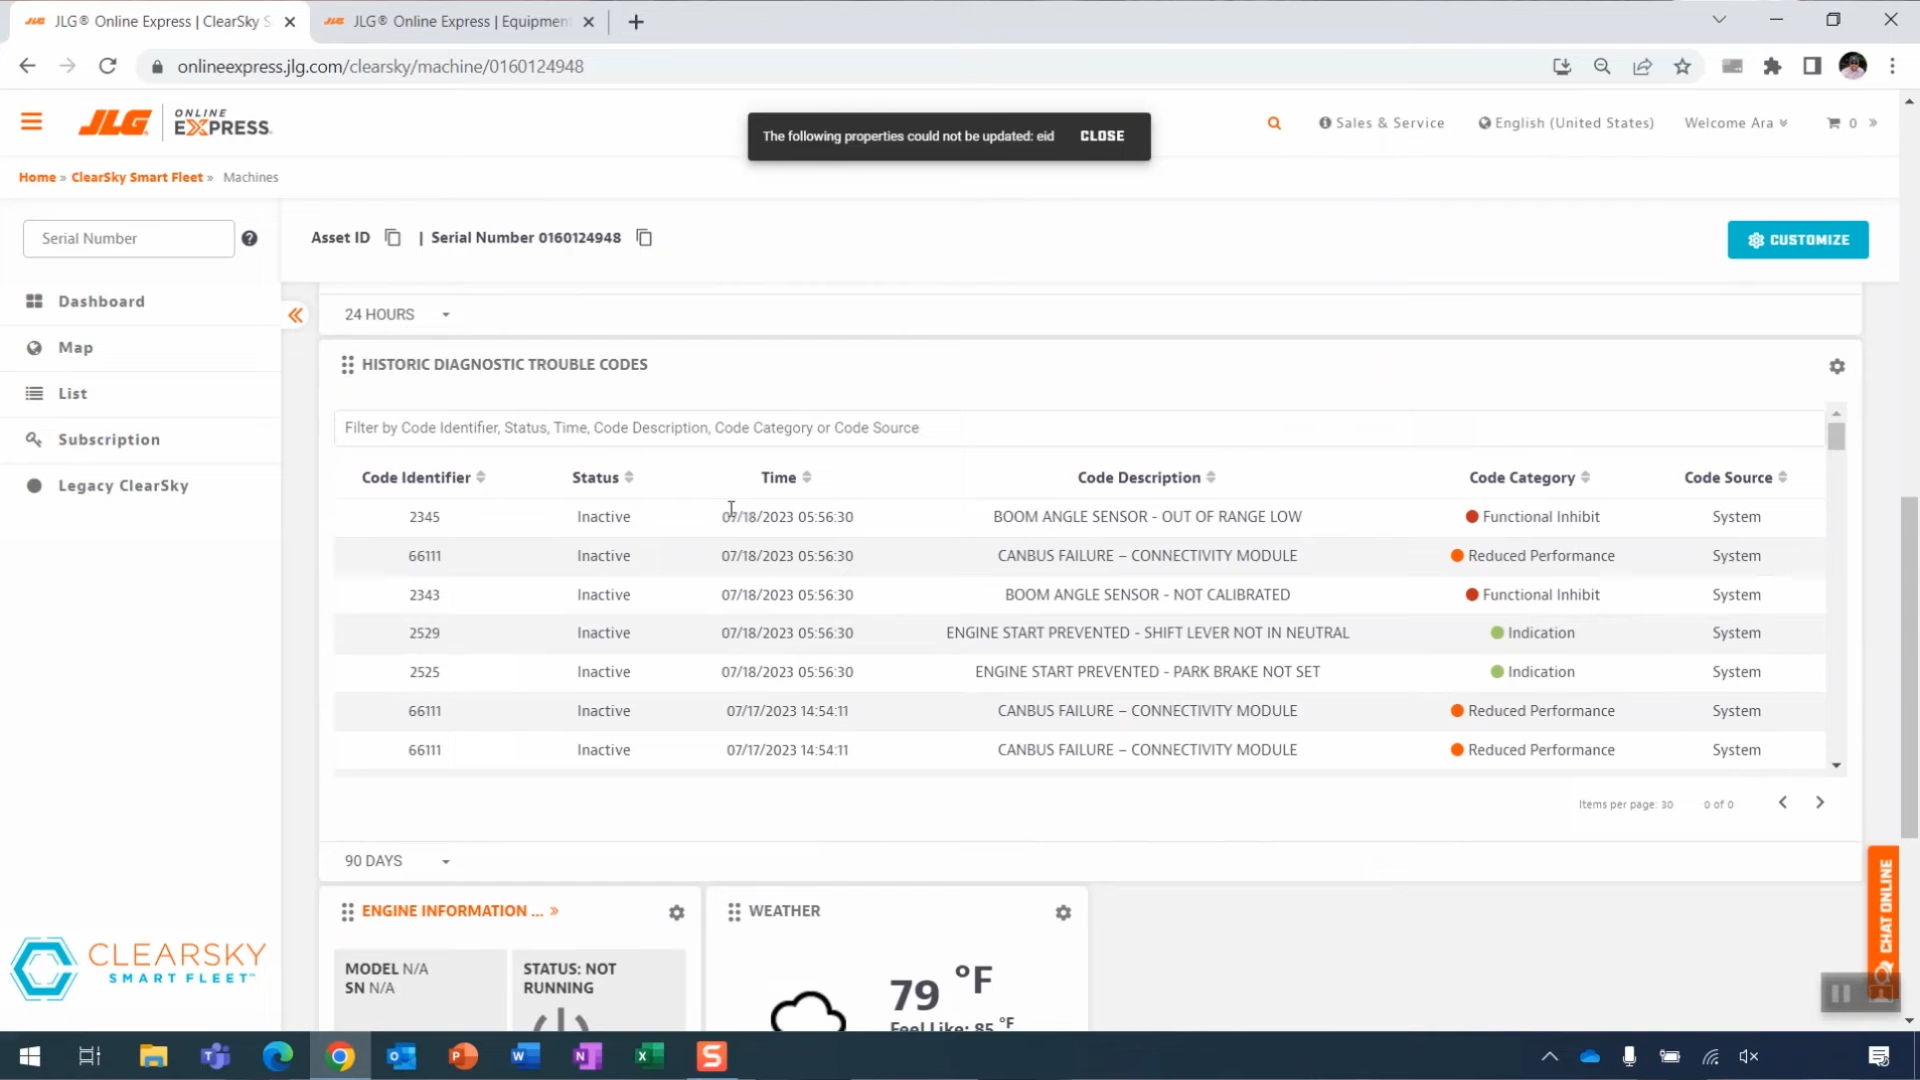 JLG® Online Express | ClearSky S
JLG® Online Express | Equipment
onlineexpress.jlg.com/clearsky/machine/0160124948
JLG ONLINE EXPRESS
The following properties could not be updated: eid CLOSE
Sales & Service
English (United States)
Welcome Ara
0
Home » ClearSky Smart Fleet » Machines
Serial Number
Asset ID | Serial Number 0160124948
CUSTOMIZE
Dashboard
Map
List
Subscription
Legacy ClearSky
24 HOURS
HISTORIC DIAGNOSTIC TROUBLE CODES
Filter by Code Identifier, Status, Time, Code Description, Code Category or Code Source
Code Identifier Status Time Code Description Code Category Code Source
2345 Inactive 07/18/2023 05:56:30 BOOM ANGLE SENSOR - OUT OF RANGE LOW Functional Inhibit System
66111 Inactive 07/18/2023 05:56:30 CANBUS FAILURE – CONNECTIVITY MODULE Reduced Performance System
2343 Inactive 07/18/2023 05:56:30 BOOM ANGLE SENSOR - NOT CALIBRATED Functional Inhibit System
2529 Inactive 07/18/2023 05:56:30 ENGINE START PREVENTED - SHIFT LEVER NOT IN NEUTRAL Indication System
2525 Inactive 07/18/2023 05:56:30 ENGINE START PREVENTED - PARK BRAKE NOT SET Indication System
66111 Inactive 07/17/2023 14:54:11 CANBUS FAILURE – CONNECTIVITY MODULE Reduced Performance System
66111 Inactive 07/17/2023 14:54:11 CANBUS FAILURE – CONNECTIVITY MODULE Reduced Performance System
Items per page: 30 0 of 0
90 DAYS
ENGINE INFORMATION ... »
MODEL N/A
SN N/A
STATUS: NOT
RUNNING
WEATHER
79 °F
Feel Like: 85 °F
CHAT ONLINE
CLEARSKY
SMART FLEET™